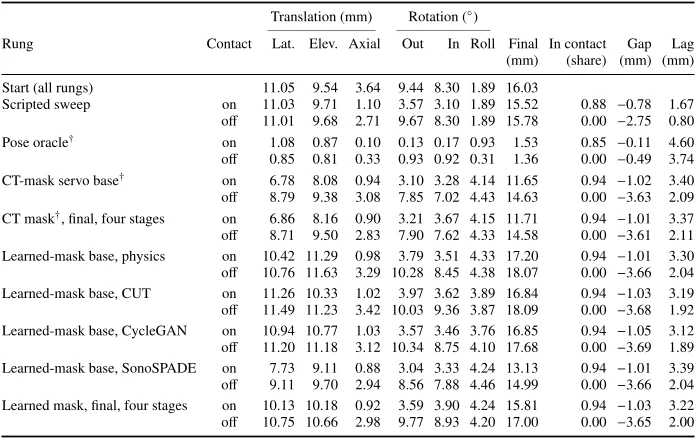 Translation (mm) Rotation (°)
Rung Contact Lat. Elev. Axial Out In Roll Final In contact Gap Lag
(mm) (share) (mm) (mm)
Start (all rungs) 11.05 9.54 3.64 9.44 8.30 1.89 16.03
Scripted sweep on 11.03 9.71 1.10 3.57 3.10 1.89 15.52 0.88 −0.78 1.67
off 11.01 9.68 2.71 9.67 8.30 1.89 15.78 0.00 −2.75 0.80
Pose oracle† on 1.08 0.87 0.10 0.13 0.17 0.93 1.53 0.85 −0.11 4.60
off 0.85 0.81 0.33 0.93 0.92 0.31 1.36 0.00 −0.49 3.74
CT-mask servo base† on 6.78 8.08 0.94 3.10 3.28 4.14 11.65 0.94 −1.02 3.40
off 8.79 9.38 3.08 7.85 7.02 4.43 14.63 0.00 −3.63 2.09
CT mask†, final, four stages on 6.86 8.16 0.90 3.21 3.67 4.15 11.71 0.94 −1.01 3.37
off 8.71 9.50 2.83 7.90 7.62 4.33 14.58 0.00 −3.61 2.11
Learned-mask base, physics on 10.42 11.29 0.98 3.79 3.51 4.33 17.20 0.94 −1.01 3.30
off 10.76 11.63 3.29 10.28 8.45 4.38 18.07 0.00 −3.66 2.04
Learned-mask base, CUT on 11.26 10.33 1.02 3.97 3.62 3.89 16.84 0.94 −1.03 3.19
off 11.49 11.23 3.42 10.03 9.36 3.87 18.09 0.00 −3.68 1.92
Learned-mask base, CycleGAN on 10.94 10.77 1.03 3.57 3.46 3.76 16.85 0.94 −1.05 3.12
off 11.20 11.18 3.12 10.34 8.75 4.10 17.68 0.00 −3.69 1.89
Learned-mask base, SonoSPADE on 7.73 9.11 0.88 3.04 3.33 4.24 13.13 0.94 −1.01 3.39
off 9.11 9.70 2.94 8.56 7.88 4.46 14.99 0.00 −3.66 2.04
Learned mask, final, four stages on 10.13 10.18 0.92 3.59 3.90 4.24 15.81 0.94 −1.03 3.22
off 10.75 10.66 2.98 9.77 8.93 4.20 17.00 0.00 −3.65 2.00